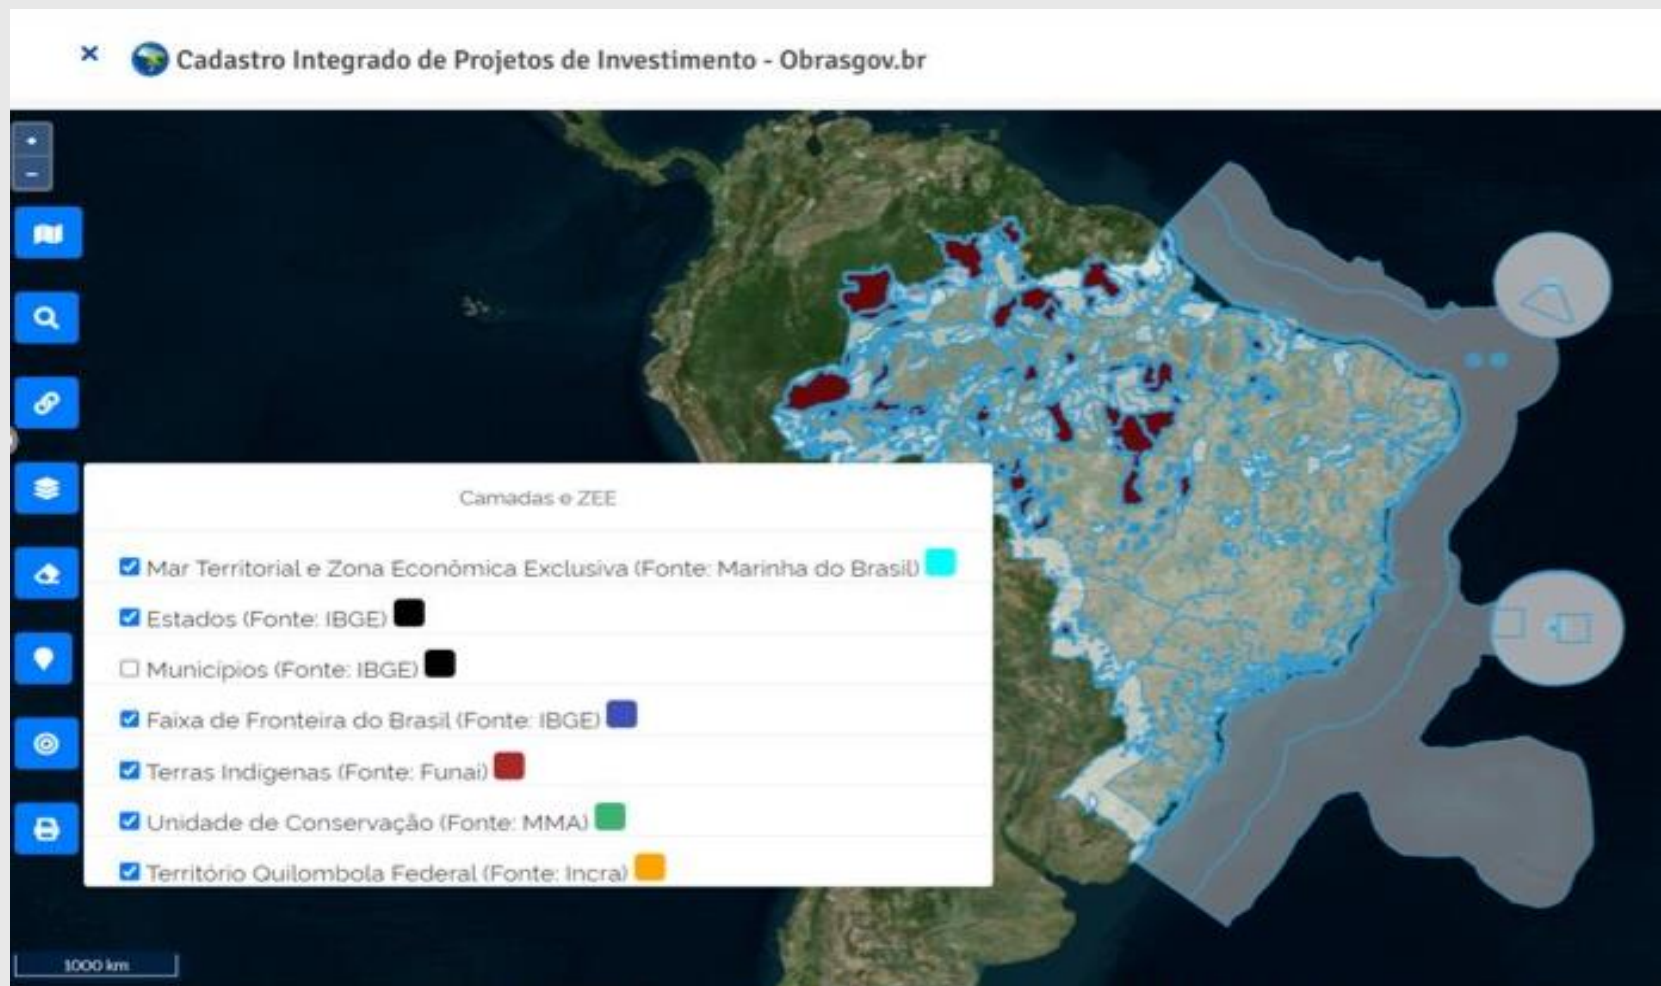 Cadastro Integrado de Projetos de Investimento - Obrasgov.br
+
−
Camadas e ZEE
Mar Territorial e Zona Econômica Exclusiva (Fonte: Marinha do Brasil)
Estados (Fonte: IBGE)
Municípios (Fonte: IBGE)
Faixa de Fronteira do Brasil (Fonte: IBGE)
Terras Indigenas (Fonte: Funai)
Unidade de Conservação (Fonte: MMA)
Território Quilombola Federal (Fonte: Incra)
1000 km